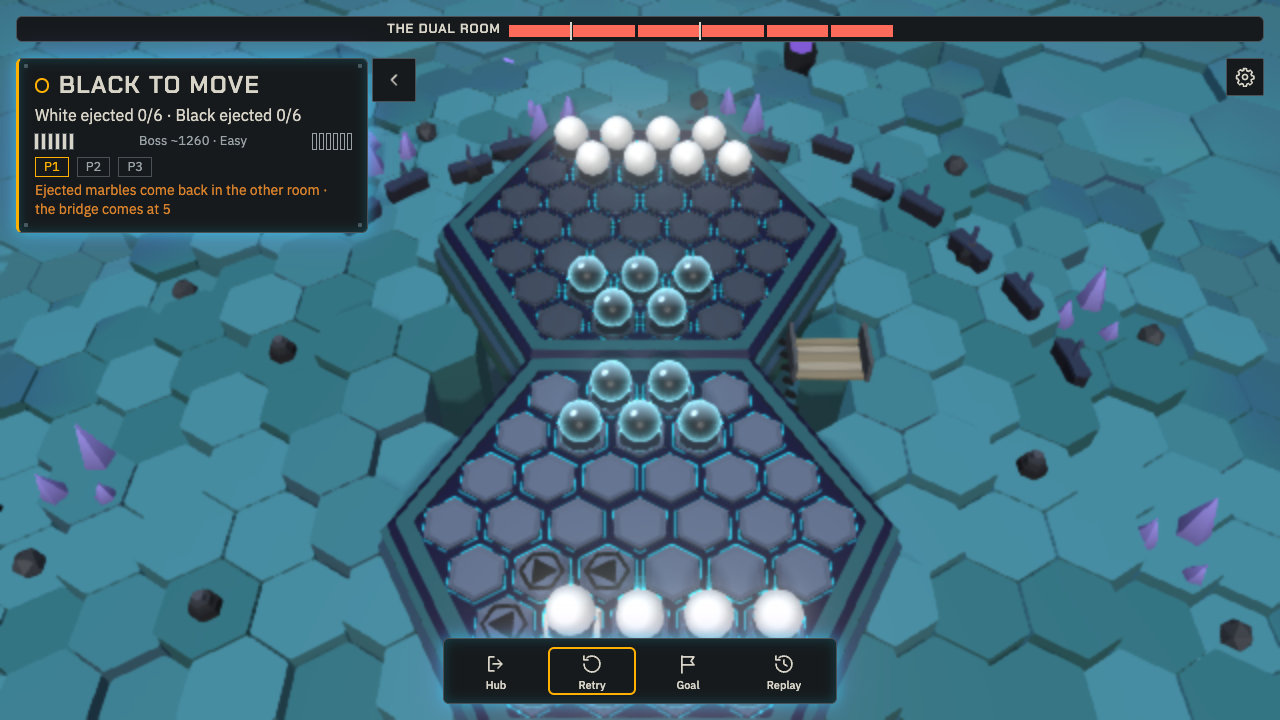 THE DUAL ROOM
BLACK TO MOVE
White ejected 0/6 · Black ejected 0/6
Boss ~1260 · Easy
P1 P2 P3
Ejected marbles come back in the other room ·
the bridge comes at 5
Hub Retry Goal Replay